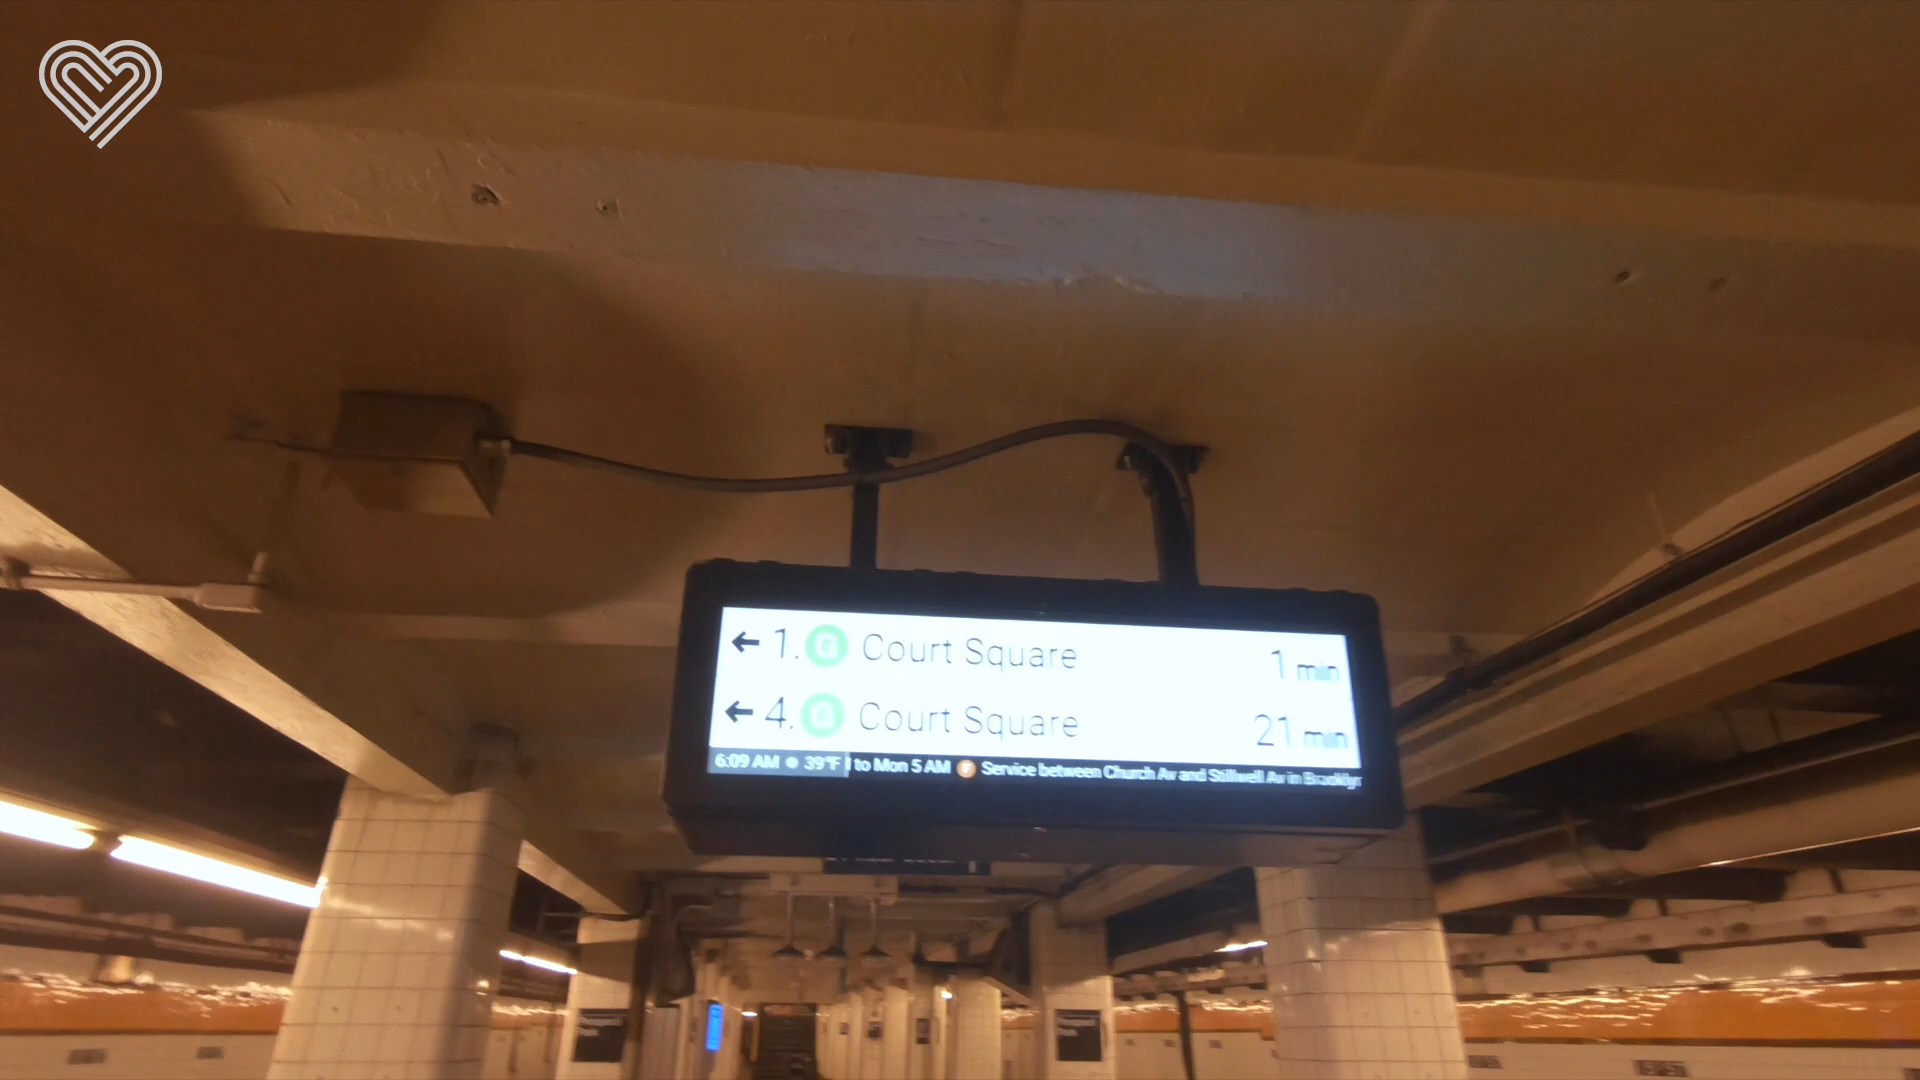 ← 1. G Court Square 1 min
← 4. G Court Square 21 min
6:09 AM 39°F to Mon 5 AM F Service between Church Av and Stillwell Av in Brooklyn